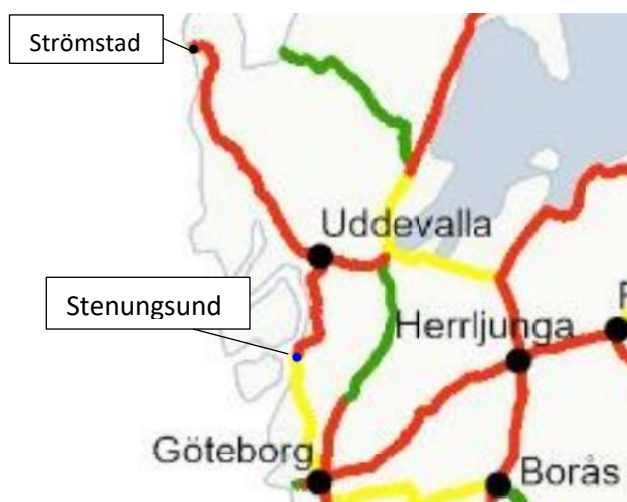 Strömstad
Uddevalla
Stenungsund
Herrljunga
F
Göteborg
Borås